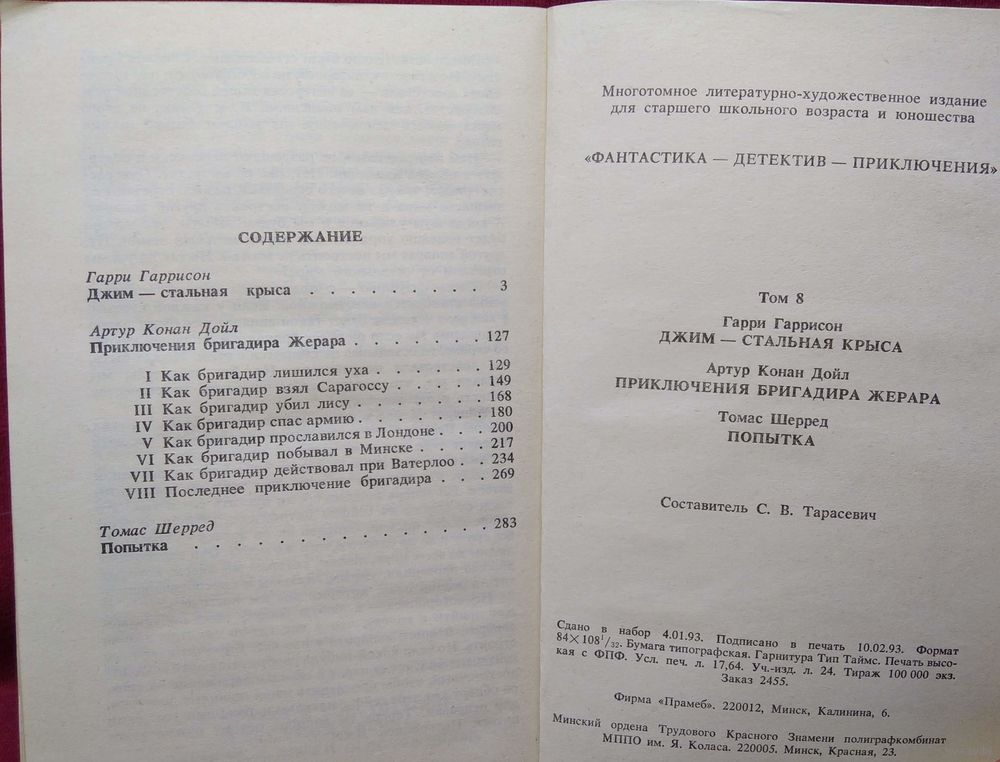 СОДЕРЖАНИЕ
Гарри Гаррисон
Джим — стальная крыса . . . . . . . . . 3
Артур Конан Дойл
Приключения бригадира Жерара . . . . . . . 127
I Как бригадир лишился уха . . . . . . 129
II Как бригадир взял Сарагоссу . . . . . 149
III Как бригадир убил лису . . . . . . . 168
IV Как бригадир спас армию . . . . . . . 180
V Как бригадир прославился в Лондоне . . . 200
VI Как бригадир побывал в Минске . . . . 217
VII Как бригадир действовал при Ватерлоо . . 234
VIII Последнее приключение бригадира . . . 269
Томас Шерред
Попытка . . . . . . . . . . . . . . 283
Многотомное литературно-художественное издание
для старшего школьного возраста и юношества
«ФАНТАСТИКА — ДЕТЕКТИВ — ПРИКЛЮЧЕНИЯ»
Том 8
Гарри Гаррисон
ДЖИМ — СТАЛЬНАЯ КРЫСА
Артур Конан Дойл
ПРИКЛЮЧЕНИЯ БРИГАДИРА ЖЕРАРА
Томас Шерред
ПОПЫТКА
Составитель С. В. Тарасевич
Сдано в набор 4.01.93. Подписано в печать 10.02.93. Формат
84×108¹/₃₂. Бумага типографская. Гарнитура Тип Таймс. Печать высо-
кая с ФПФ. Усл. печ. л. 17,64. Уч.-изд. л. 24. Тираж 100 000 экз.
Заказ 2455.
Фирма «Прамеб». 220012, Минск, Калинина, 6.
Минский ордена Трудового Красного Знамени полиграфкомбинат
МППО им. Я. Коласа. 220005. Минск, Красная, 23.